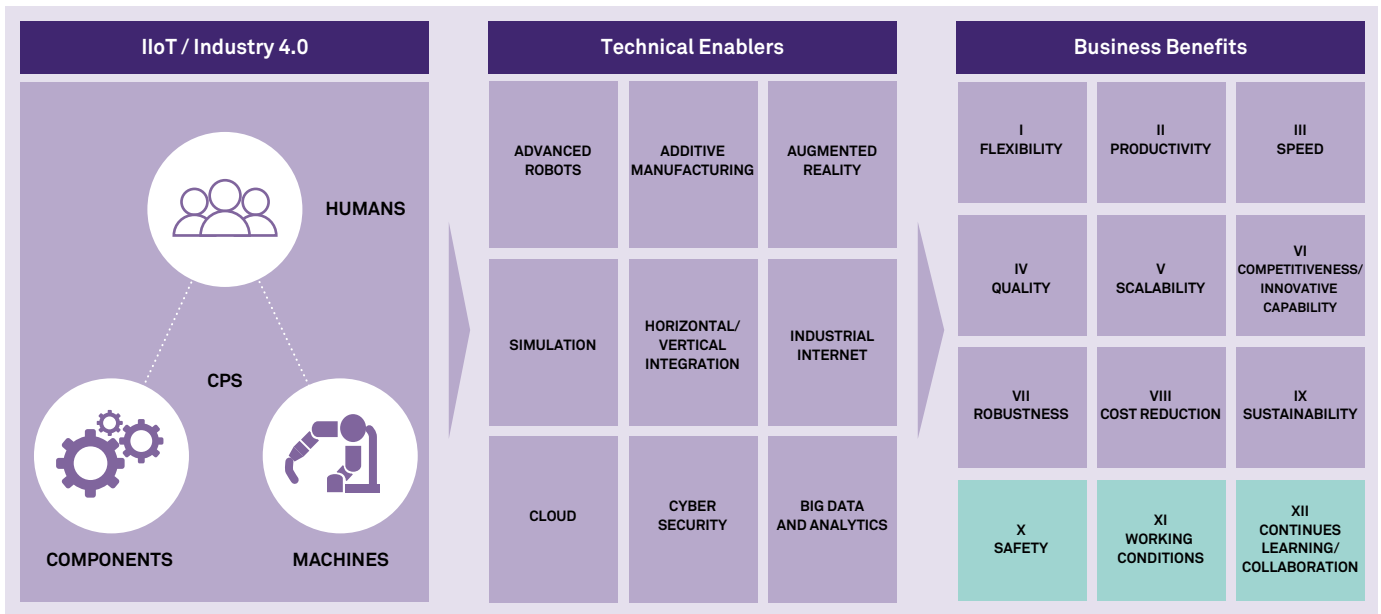 IIoT / Industry 4.0
HUMANS
CPS
COMPONENTS
MACHINES
Technical Enablers
ADVANCED
ROBOTS
ADDITIVE
MANUFACTURING
AUGMENTED
REALITY
SIMULATION
HORIZONTAL/
VERTICAL
INTEGRATION
INDUSTRIAL
INTERNET
CLOUD
CYBER
SECURITY
BIG DATA
AND ANALYTICS
Business Benefits
I
FLEXIBILITY
II
PRODUCTIVITY
III
SPEED
IV
QUALITY
V
SCALABILITY
VI
COMPETITIVENESS/
INNOVATIVE
CAPABILITY
VII
ROBUSTNESS
VIII
COST REDUCTION
IX
SUSTAINABILITY
X
SAFETY
XI
WORKING
CONDITIONS
XII
CONTINUES
LEARNING/
COLLABORATION